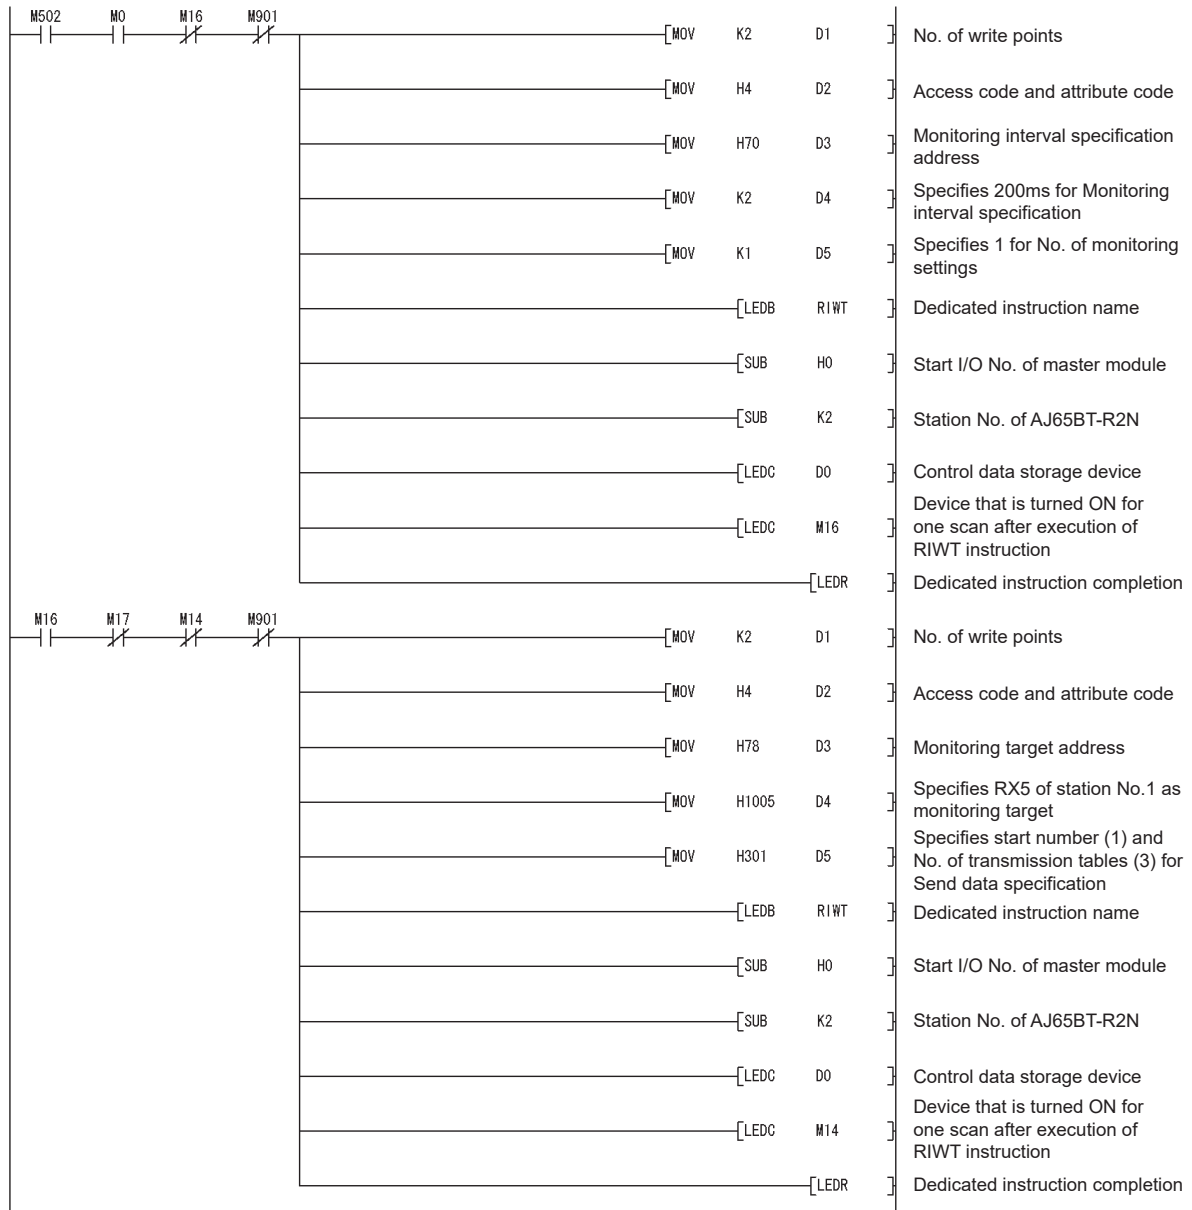 M502 M0 M16 M901
MOV K2 D1 No. of write points
MOV H4 D2 Access code and attribute code
MOV H70 D3 Monitoring interval specification
address
MOV K2 D4 Specifies 200ms for Monitoring
interval specification
MOV K1 D5 Specifies 1 for No. of monitoring
settings
LEDB RIWT Dedicated instruction name
SUB H0 Start I/O No. of master module
SUB K2 Station No. of AJ65BT-R2N
LEDC D0 Control data storage device
Device that is turned ON for
LEDC M16 one scan after execution of
RIWT instruction
LEDR Dedicated instruction completion
M16 M17 M14 M901
MOV K2 D1 No. of write points
MOV H4 D2 Access code and attribute code
MOV H78 D3 Monitoring target address
MOV H1005 D4 Specifies RX5 of station No.1 as
monitoring target
Specifies start number (1) and
MOV H301 D5 No. of transmission tables (3) for
Send data specification
LEDB RIWT Dedicated instruction name
SUB H0 Start I/O No. of master module
SUB K2 Station No. of AJ65BT-R2N
LEDC D0 Control data storage device
Device that is turned ON for
LEDC M14 one scan after execution of
RIWT instruction
LEDR Dedicated instruction completion